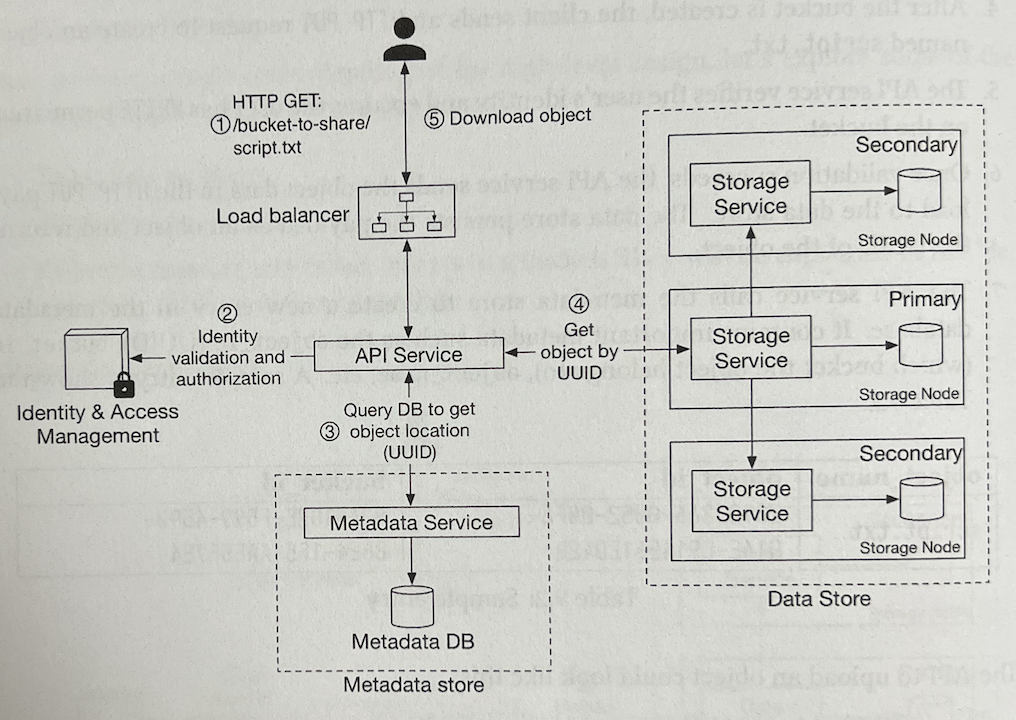 HTTP GET:
① /bucket-to-share/
script.txt
⑤ Download object
Load balancer
②
Identity
validation and
authorization
Identity & Access
Management
API Service
④
Get
object by
UUID
Query DB to get
③ object location
(UUID)
Metadata Service
Metadata DB
Metadata store
Secondary
Storage
Service
Storage Node
Primary
Storage
Service
Storage Node
Secondary
Storage
Service
Storage Node
Data Store